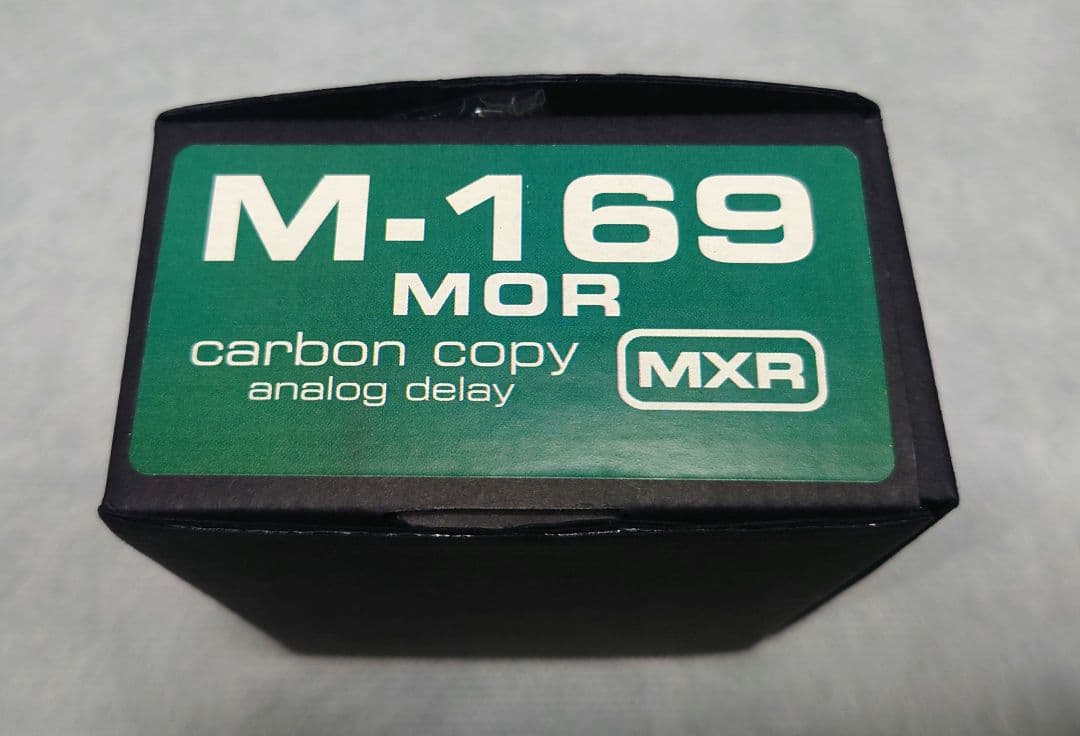 M-169
MOR
carbon copy
analog delay
MXR